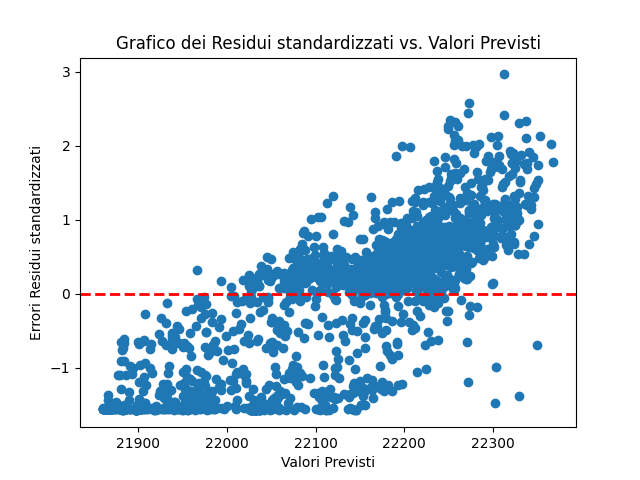 Grafico dei Residui standardizzati vs. Valori Previsti
3
2
1
0
−1
Errori Residui standardizzati
21900 22000 22100 22200 22300
Valori Previsti